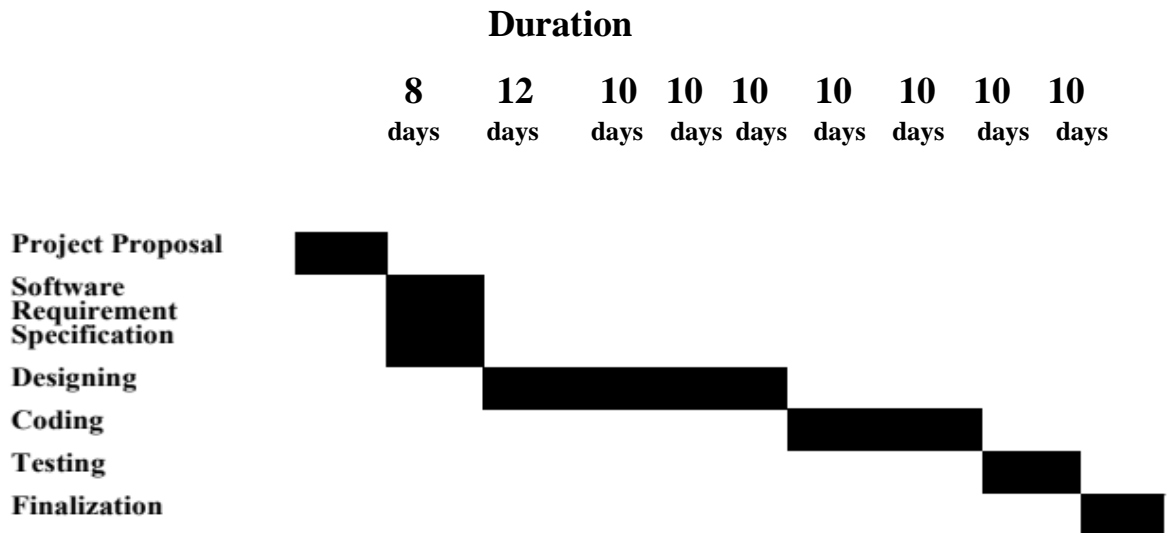 Duration
8 12 10 10 10 10 10 10 10
days days days days days days days days days
Project Proposal
Software
Requirement
Specification
Designing
Coding
Testing
Finalization